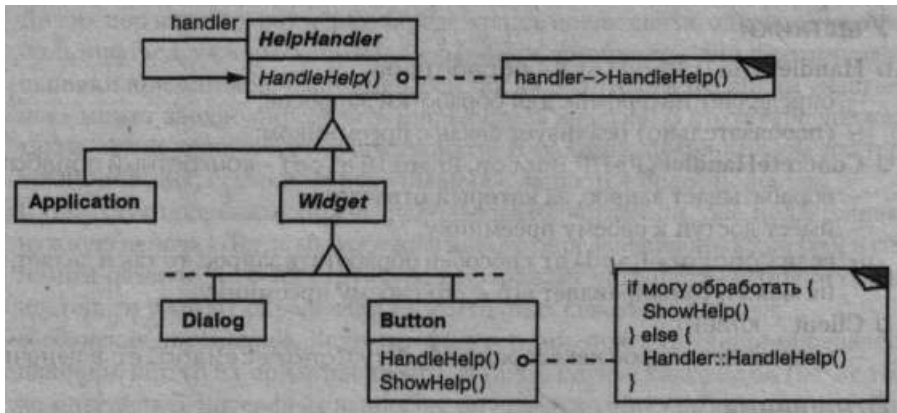 handler
HelpHandler
HandleHelp()
handler–>HandleHelp()
Application
Widget
Dialog
Button
HandleHelp()
ShowHelp()
if могу обработать {
ShowHelp()
} else {
Handler::HandleHelp()
}